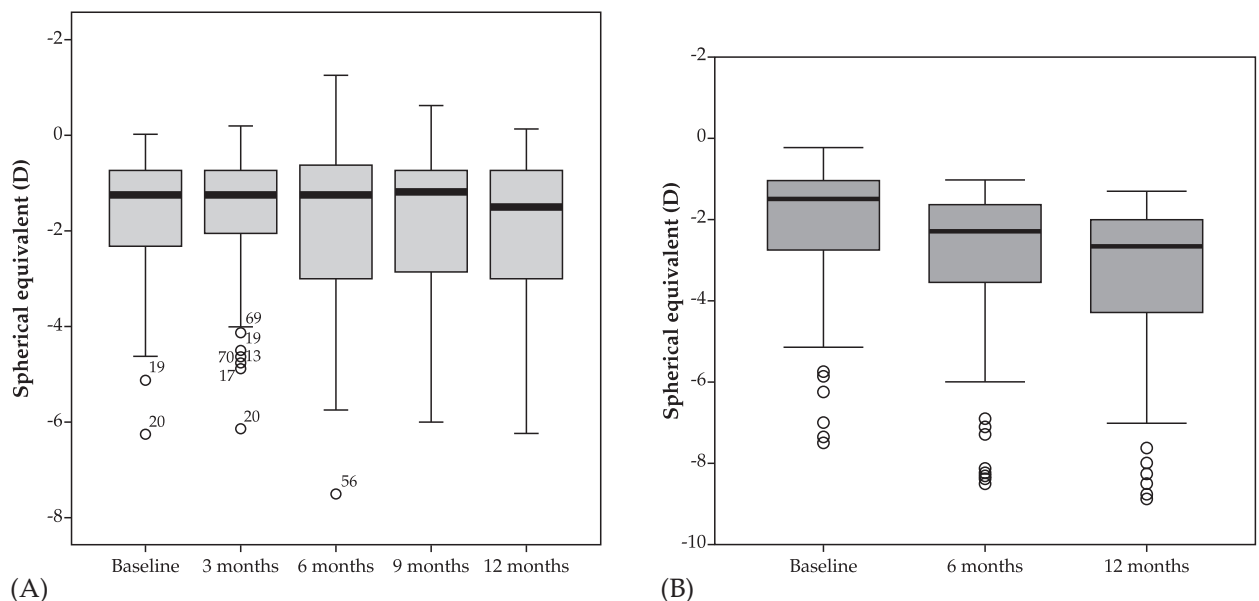 -2
0
-2
-4
-6
-8
Spherical equivalent (D)
19
20
69
19
70
13
17
20
56
Baseline
3 months
6 months
9 months
12 months
(A)
-2
0
-2
-4
-6
-8
-10
Spherical equivalent (D)
Baseline
6 months
12 months
(B)